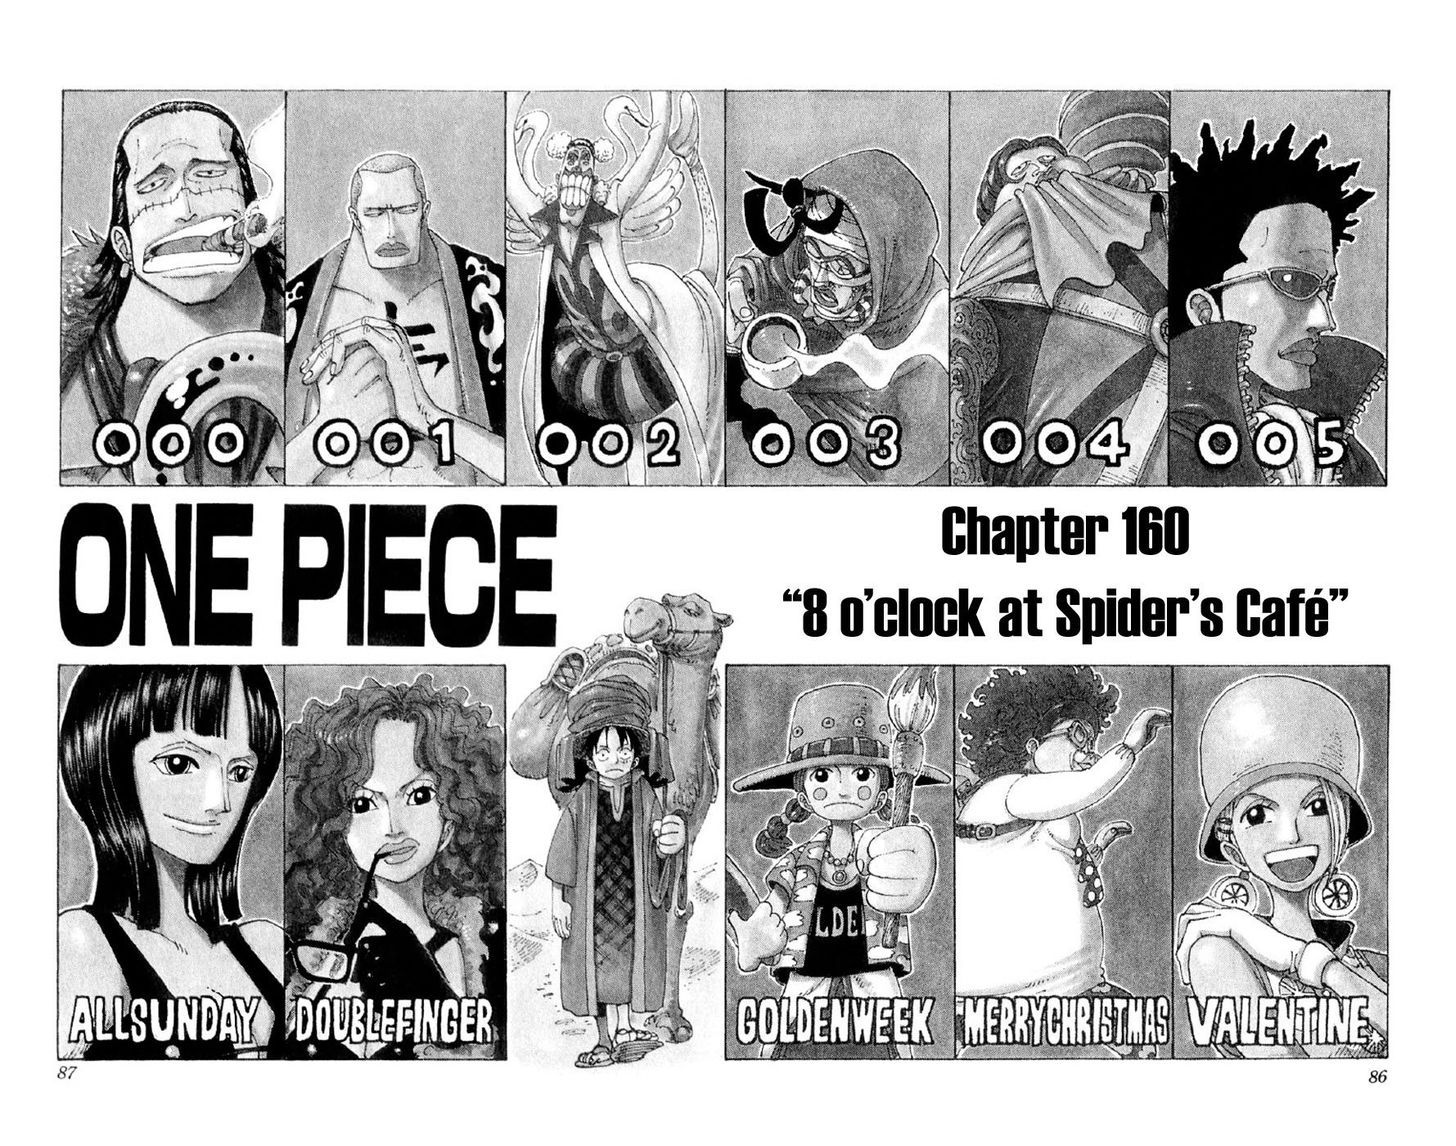 000 001 002 003 004 005
ONE PIECE
Chapter 160
“8 o’clock at Spider’s Café”
LDE
ALLSUNDAY DOUBLEFINGER GOLDENWEEK MERRYCHRISTMAS VALENTINE
87 86